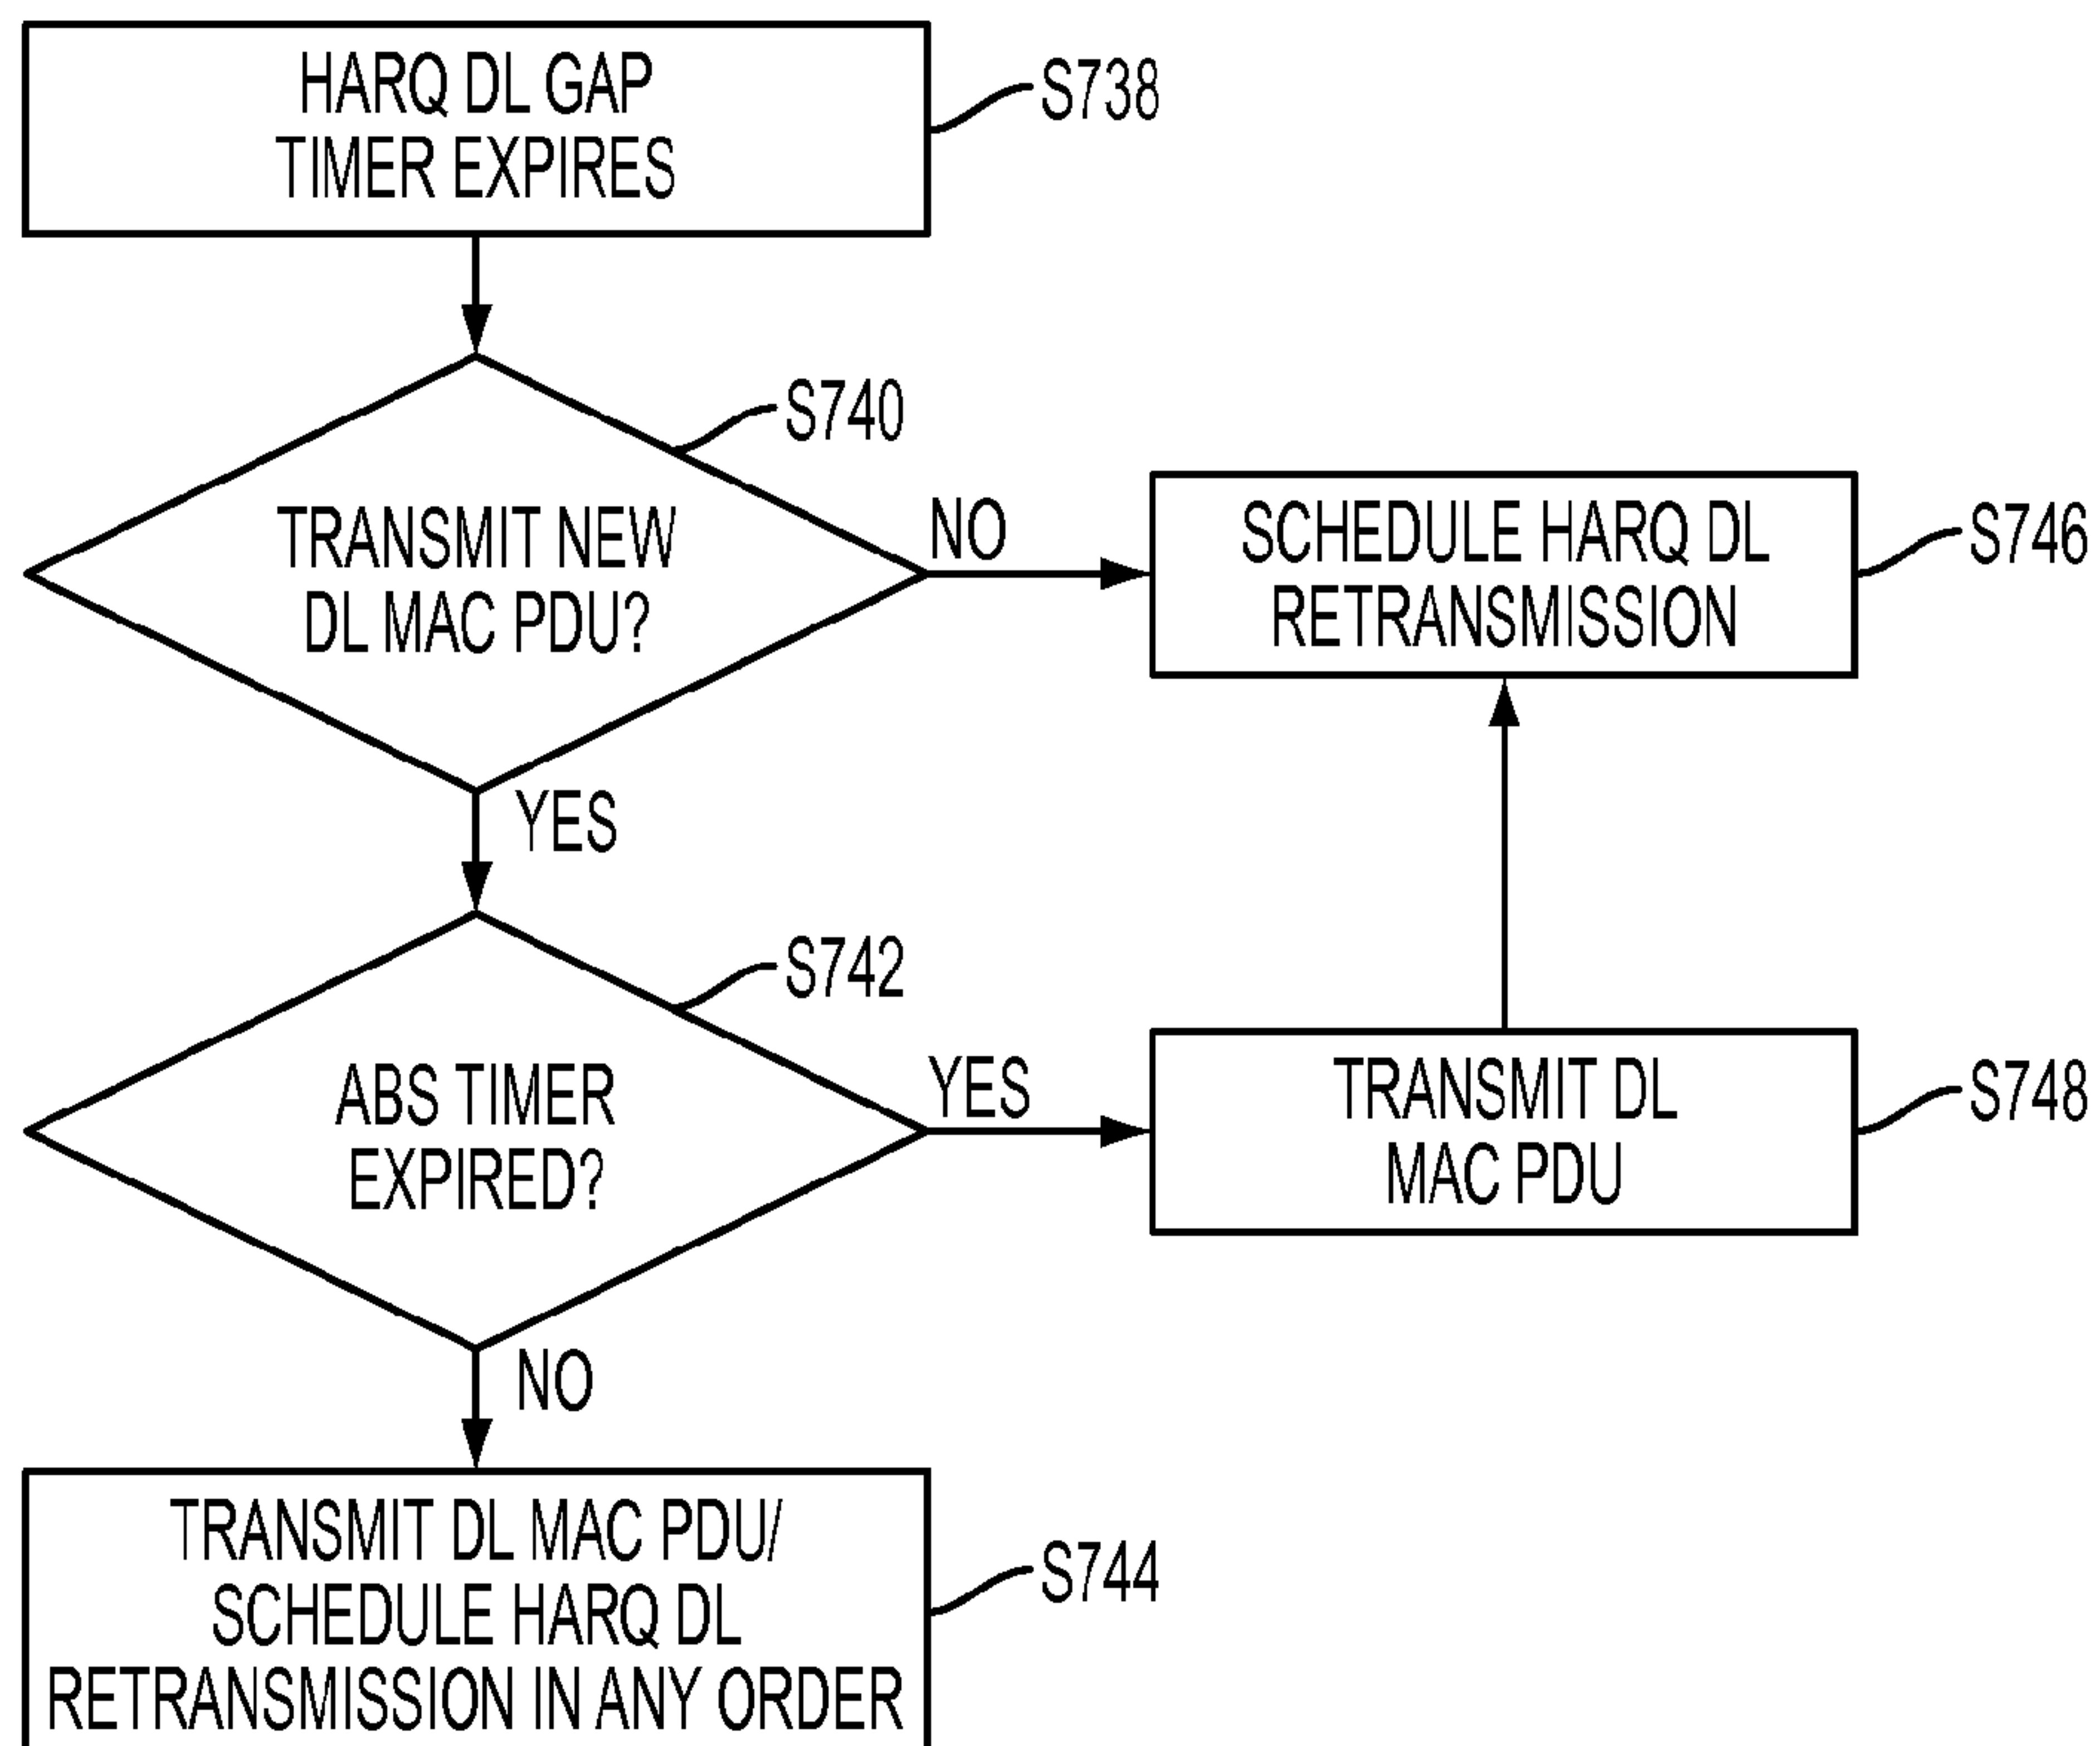 HARQ DL GAP
TIMER EXPIRES
S738
S740
TRANSMIT NEW
DL MAC PDU?
NO
SCHEDULE HARQ DL
RETRANSMISSION
S746
YES
S742
ABS TIMER
EXPIRED?
YES
TRANSMIT DL
MAC PDU
S748
NO
TRANSMIT DL MAC PDU/
SCHEDULE HARQ DL
RETRANSMISSION IN ANY ORDER
S744